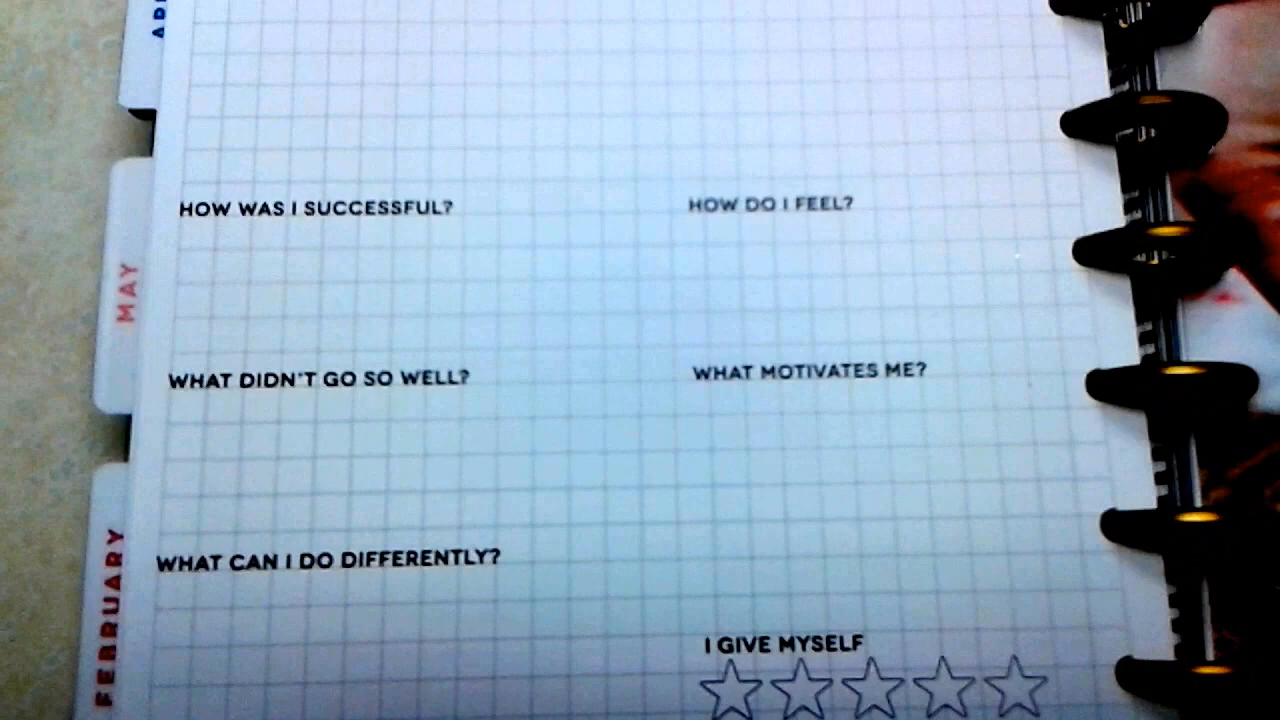 HOW WAS I SUCCESSFUL?
HOW DO I FEEL?
MAY
WHAT DIDN'T GO SO WELL?
WHAT MOTIVATES ME?
WHAT CAN I DO DIFFERENTLY?
FEBRUARY
I GIVE MYSELF